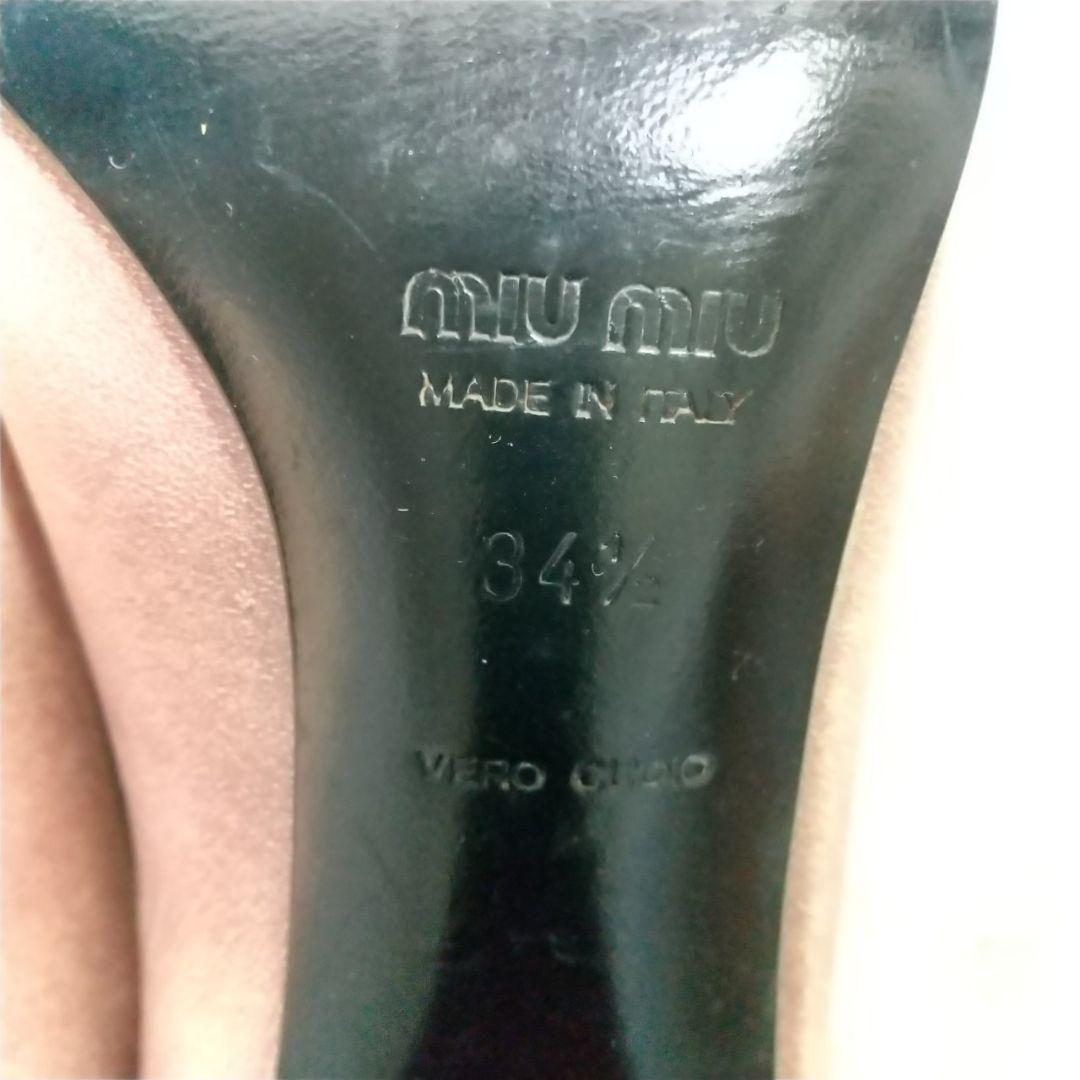 MIU MIU
MADE IN ITALY
34½
VERO CUOIO